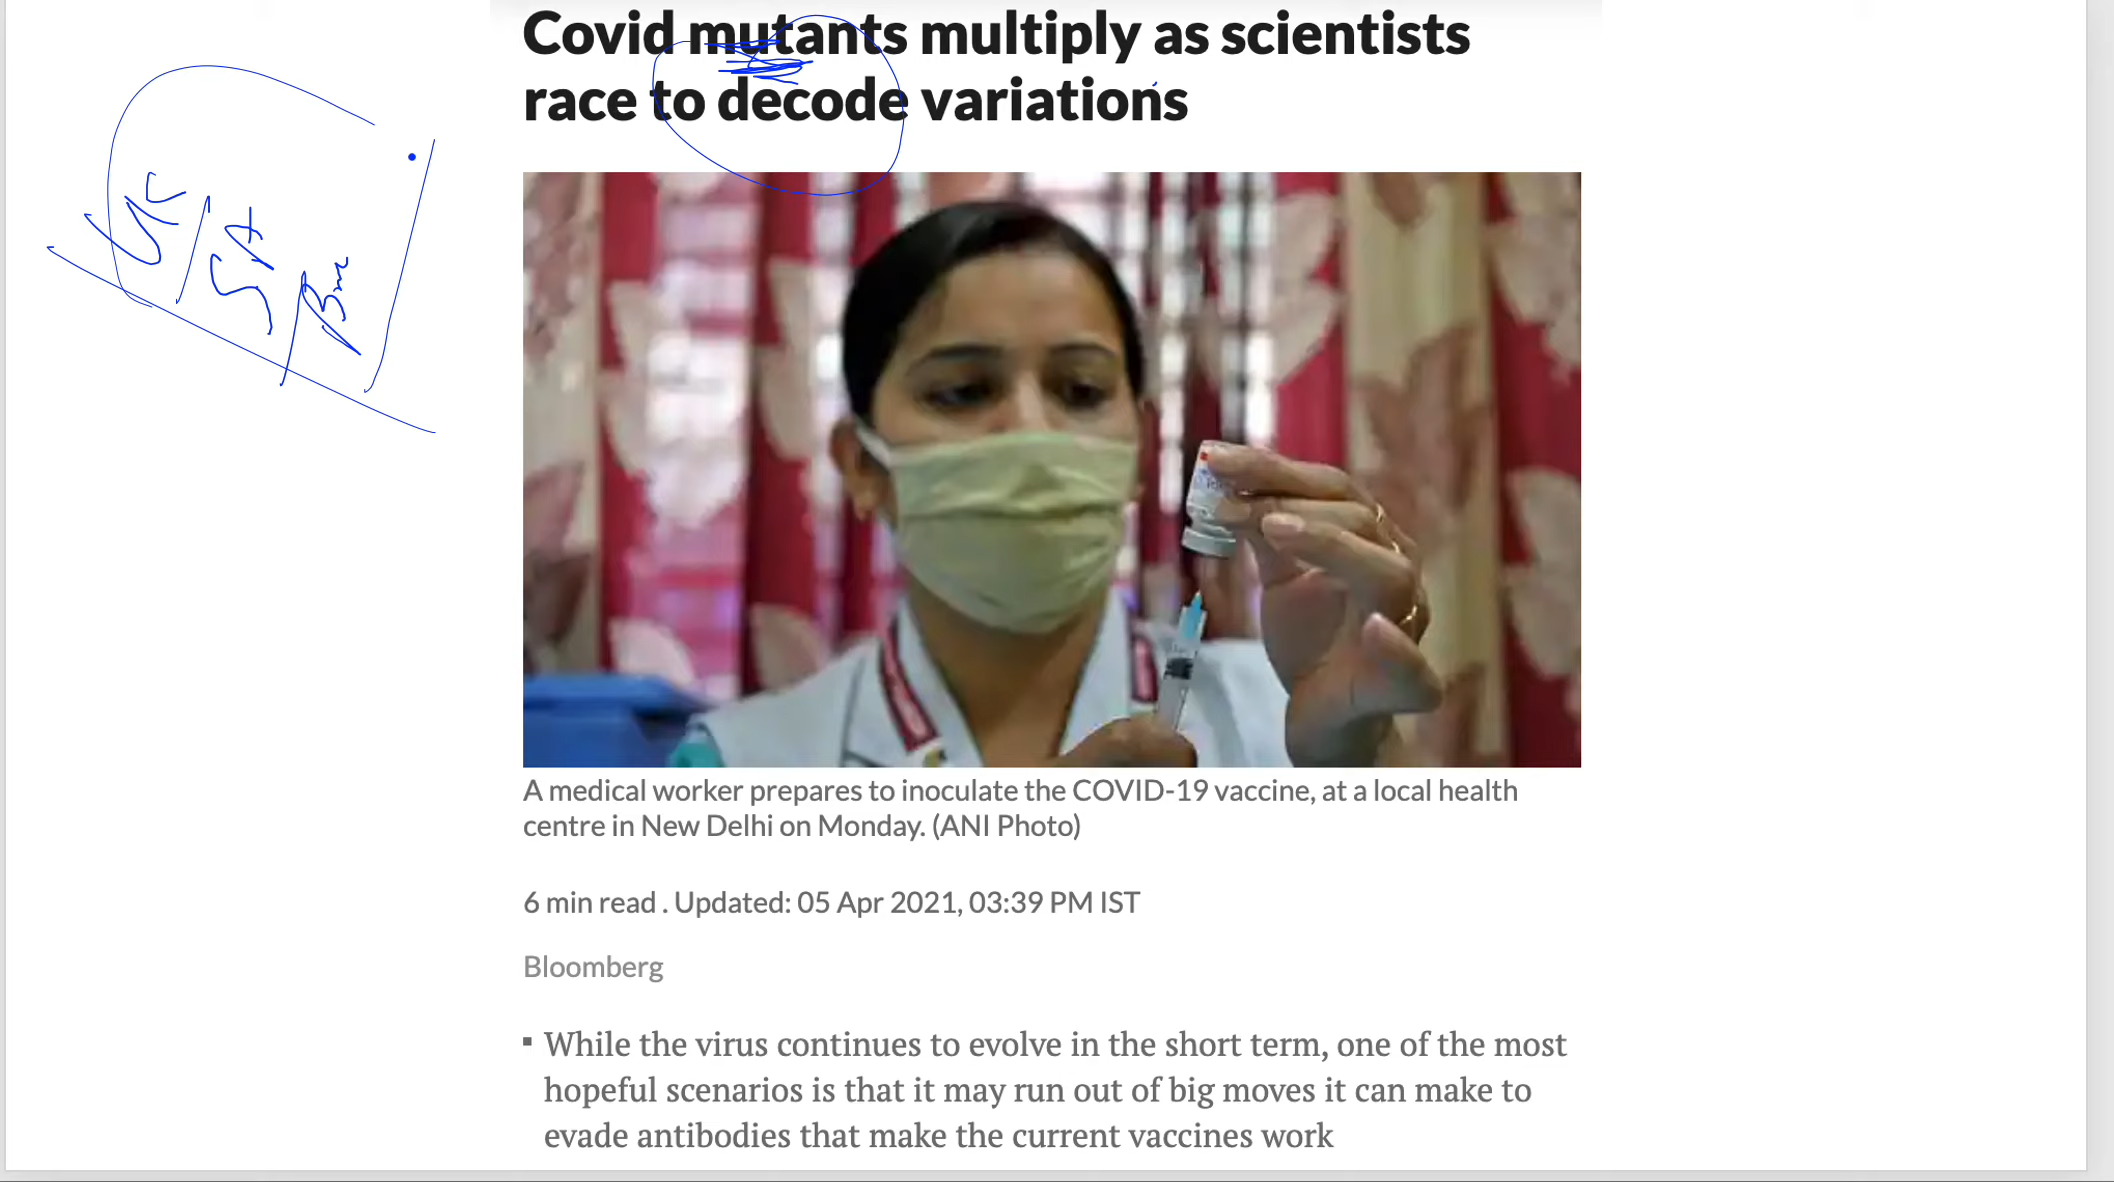 Covid mutants multiply as scientists
race to decode variations
A medical worker prepares to inoculate the COVID-19 vaccine, at a local health
centre in New Delhi on Monday. (ANI Photo)
6 min read . Updated: 05 Apr 2021, 03:39 PM IST
Bloomberg
▪ While the virus continues to evolve in the short term, one of the most
hopeful scenarios is that it may run out of big moves it can make to
evade antibodies that make the current vaccines work